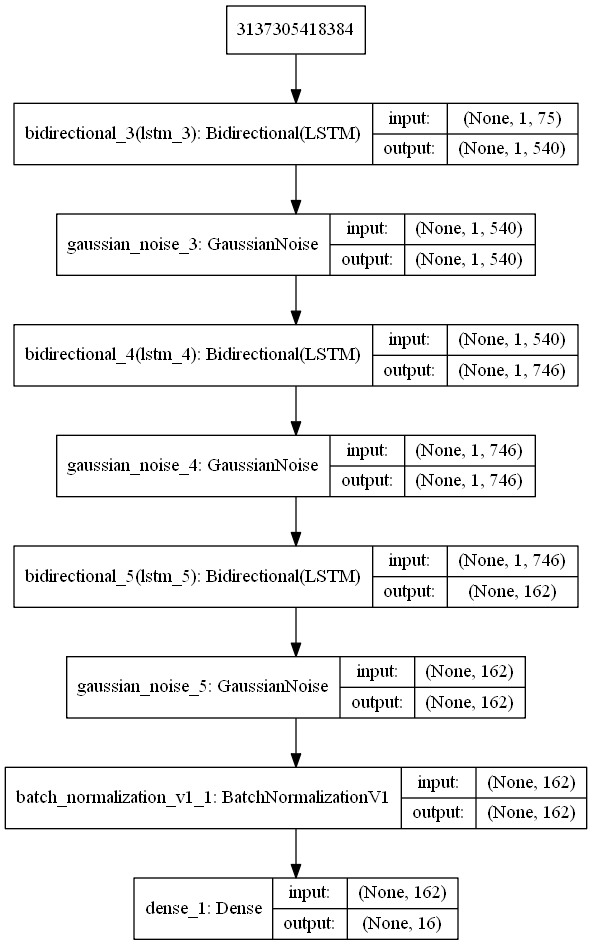 3137305418384
bidirectional_3(lstm_3): Bidirectional(LSTM)
input: (None, 1, 75)
output: (None, 1, 540)
gaussian_noise_3: GaussianNoise
input: (None, 1, 540)
output: (None, 1, 540)
bidirectional_4(lstm_4): Bidirectional(LSTM)
input: (None, 1, 540)
output: (None, 1, 746)
gaussian_noise_4: GaussianNoise
input: (None, 1, 746)
output: (None, 1, 746)
bidirectional_5(lstm_5): Bidirectional(LSTM)
input: (None, 1, 746)
output: (None, 162)
gaussian_noise_5: GaussianNoise
input: (None, 162)
output: (None, 162)
batch_normalization_v1_1: BatchNormalizationV1
input: (None, 162)
output: (None, 162)
dense_1: Dense
input: (None, 162)
output: (None, 16)